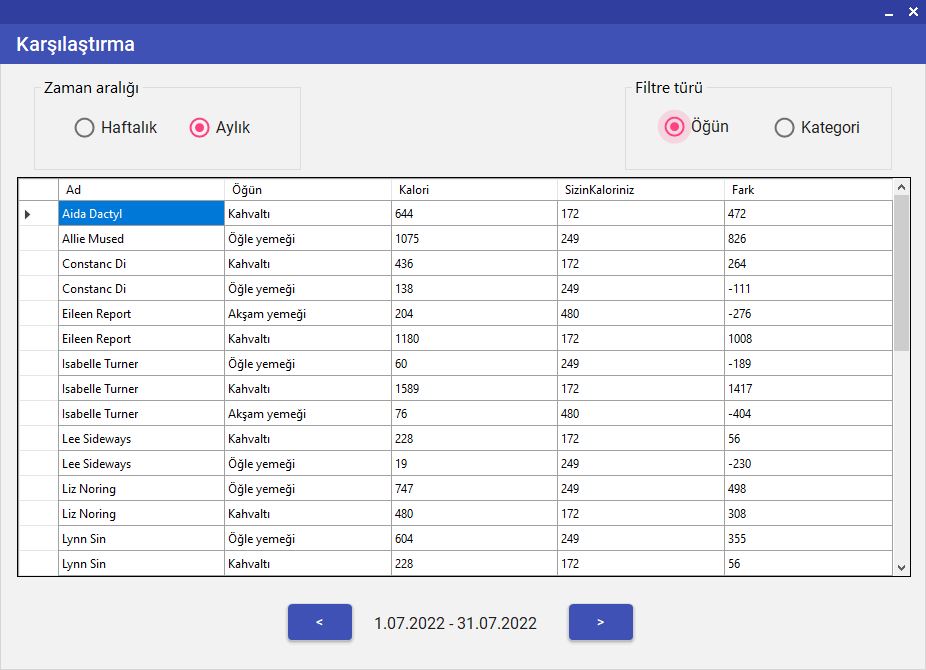 Karşılaştırma
Zaman aralığı
Haftalık Aylık
Filtre türü
Öğün Kategori
Ad Öğün Kalori SizinKaloriniz Fark
Aida Dactyl Kahvaltı 644 172 472
Allie Mused Öğle yemeği 1075 249 826
Constanc Di Kahvaltı 436 172 264
Constanc Di Öğle yemeği 138 249 -111
Eileen Report Akşam yemeği 204 480 -276
Eileen Report Kahvaltı 1180 172 1008
Isabelle Turner Öğle yemeği 60 249 -189
Isabelle Turner Kahvaltı 1589 172 1417
Isabelle Turner Akşam yemeği 76 480 -404
Lee Sideways Kahvaltı 228 172 56
Lee Sideways Öğle yemeği 19 249 -230
Liz Noring Öğle yemeği 747 249 498
Liz Noring Kahvaltı 480 172 308
Lynn Sin Öğle yemeği 604 249 355
Lynn Sin Kahvaltı 228 172 56
< 1.07.2022 - 31.07.2022 >